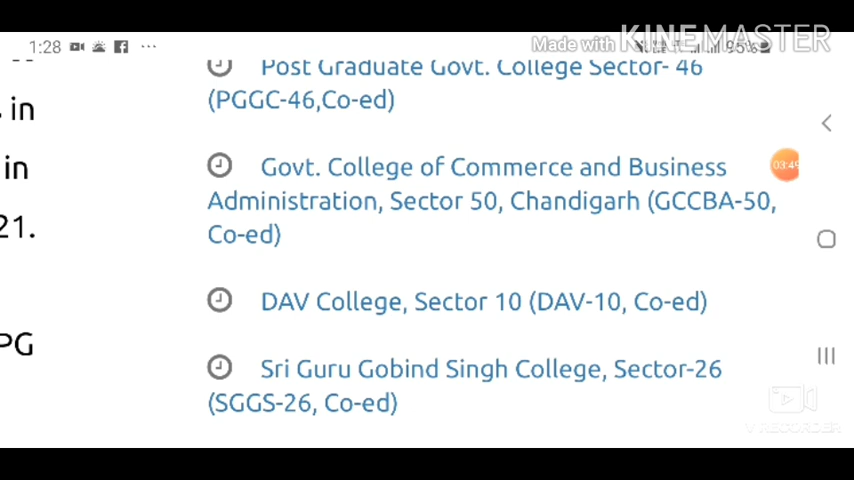 1:28 ...
Made with KINEMASTER
95%
Post Graduate Govt. College Sector- 46
(PGGC-46,Co-ed)
in
Govt. College of Commerce and Business
in
03:49
Administration, Sector 50, Chandigarh (GCCBA-50,
21.
Co-ed)
DAV College, Sector 10 (DAV-10, Co-ed)
PG
Sri Guru Gobind Singh College, Sector-26
(SGGS-26, Co-ed)
V RECORDER